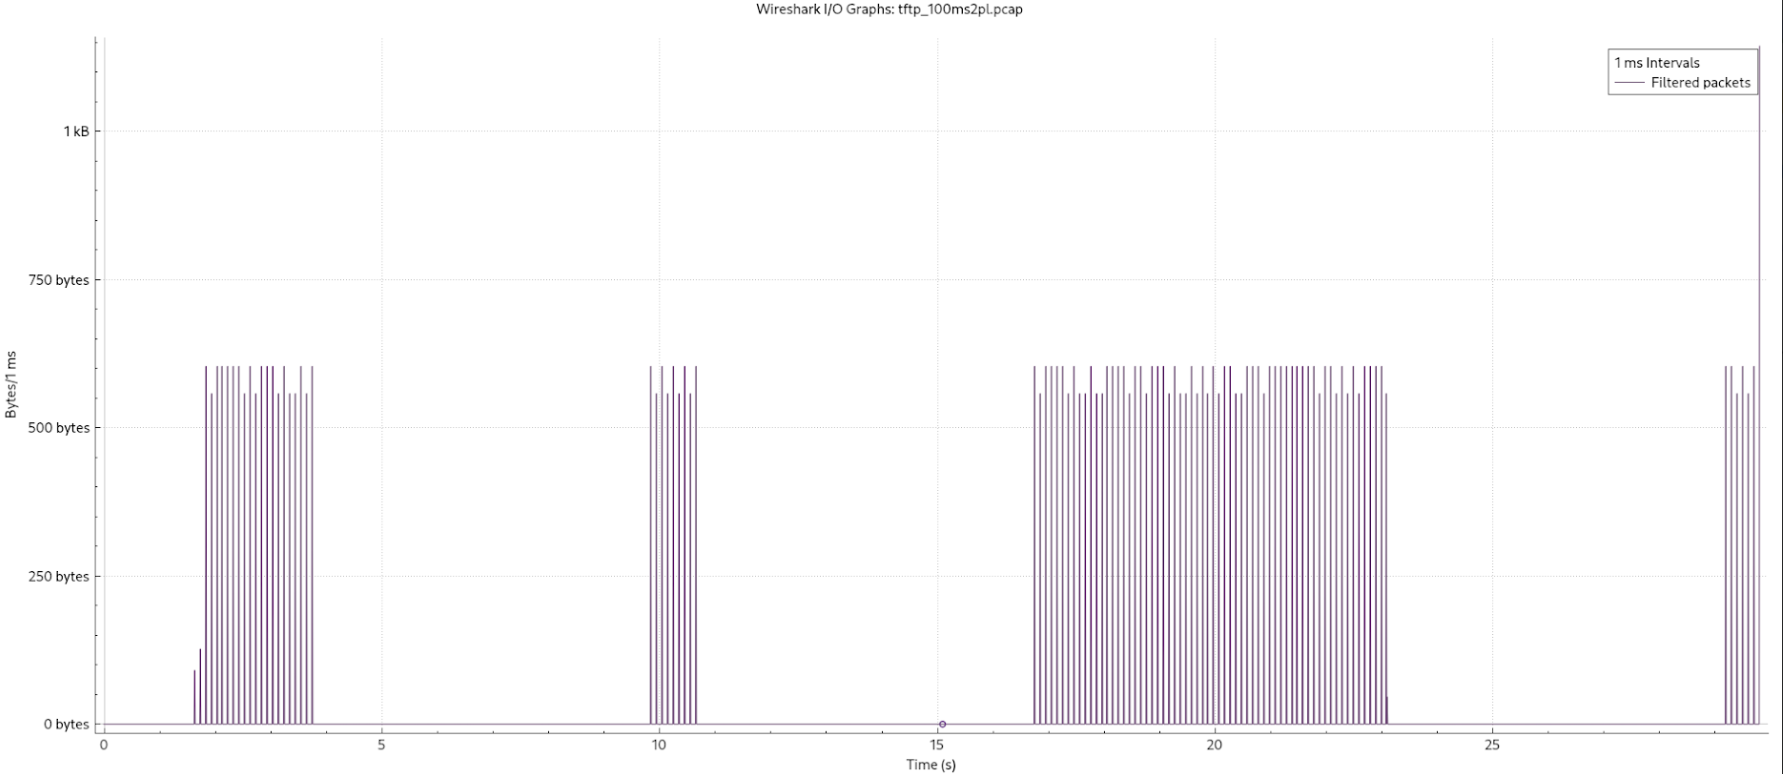 Wireshark I/O Graphs: tftp_100ms2pl.pcap
1 ms Intervals
Filtered packets
1 kB
750 bytes
500 bytes
250 bytes
0 bytes
Bytes/1 ms
0 5 10 15 20 25
Time (s)